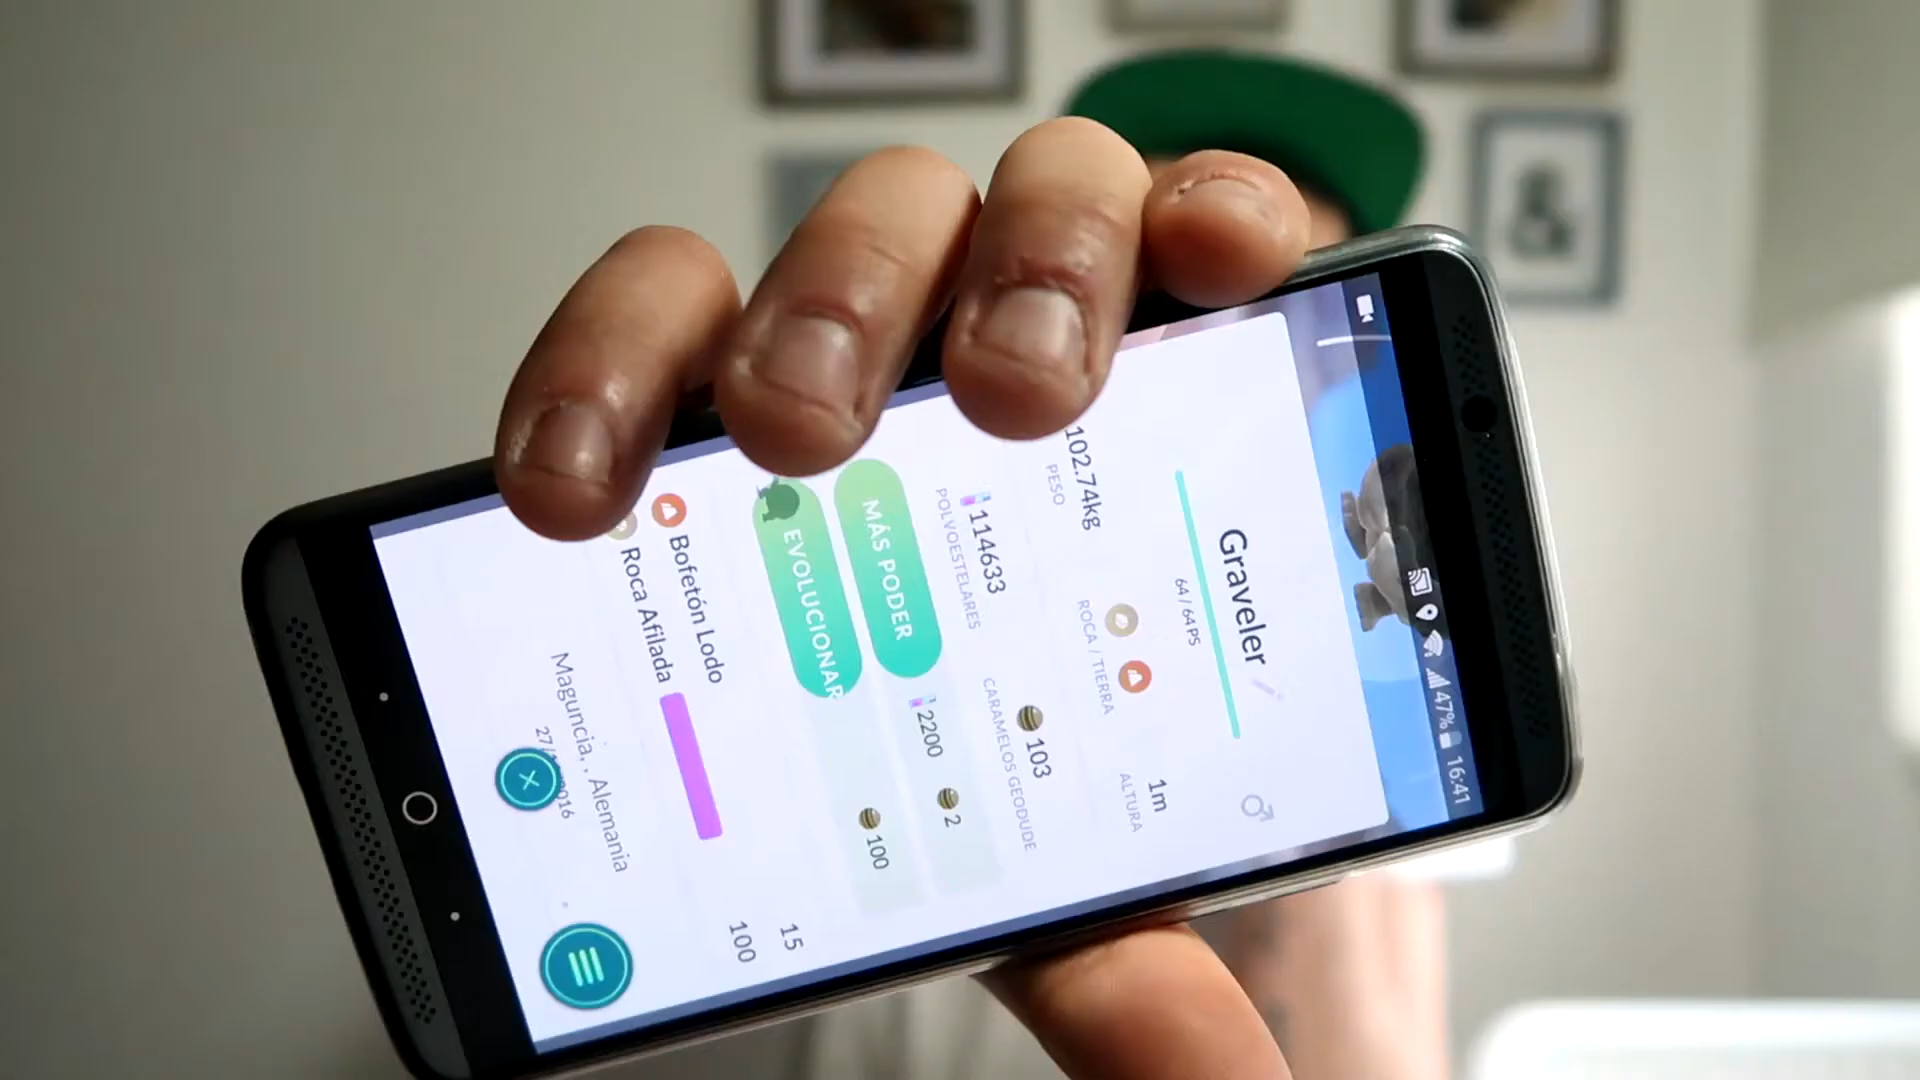 47% 16:41
Graveler
64 / 64 PS
102.74kg
PESO
ROCA / TIERRA
1m
ALTURA
114633
POLVOESTELARES
103
CARAMELOS GEODUDE
MÁS PODER 2200 2
EVOLUCIONAR 100
Bofetón Lodo 15
Roca Afilada 100
Maguncia, , Alemania